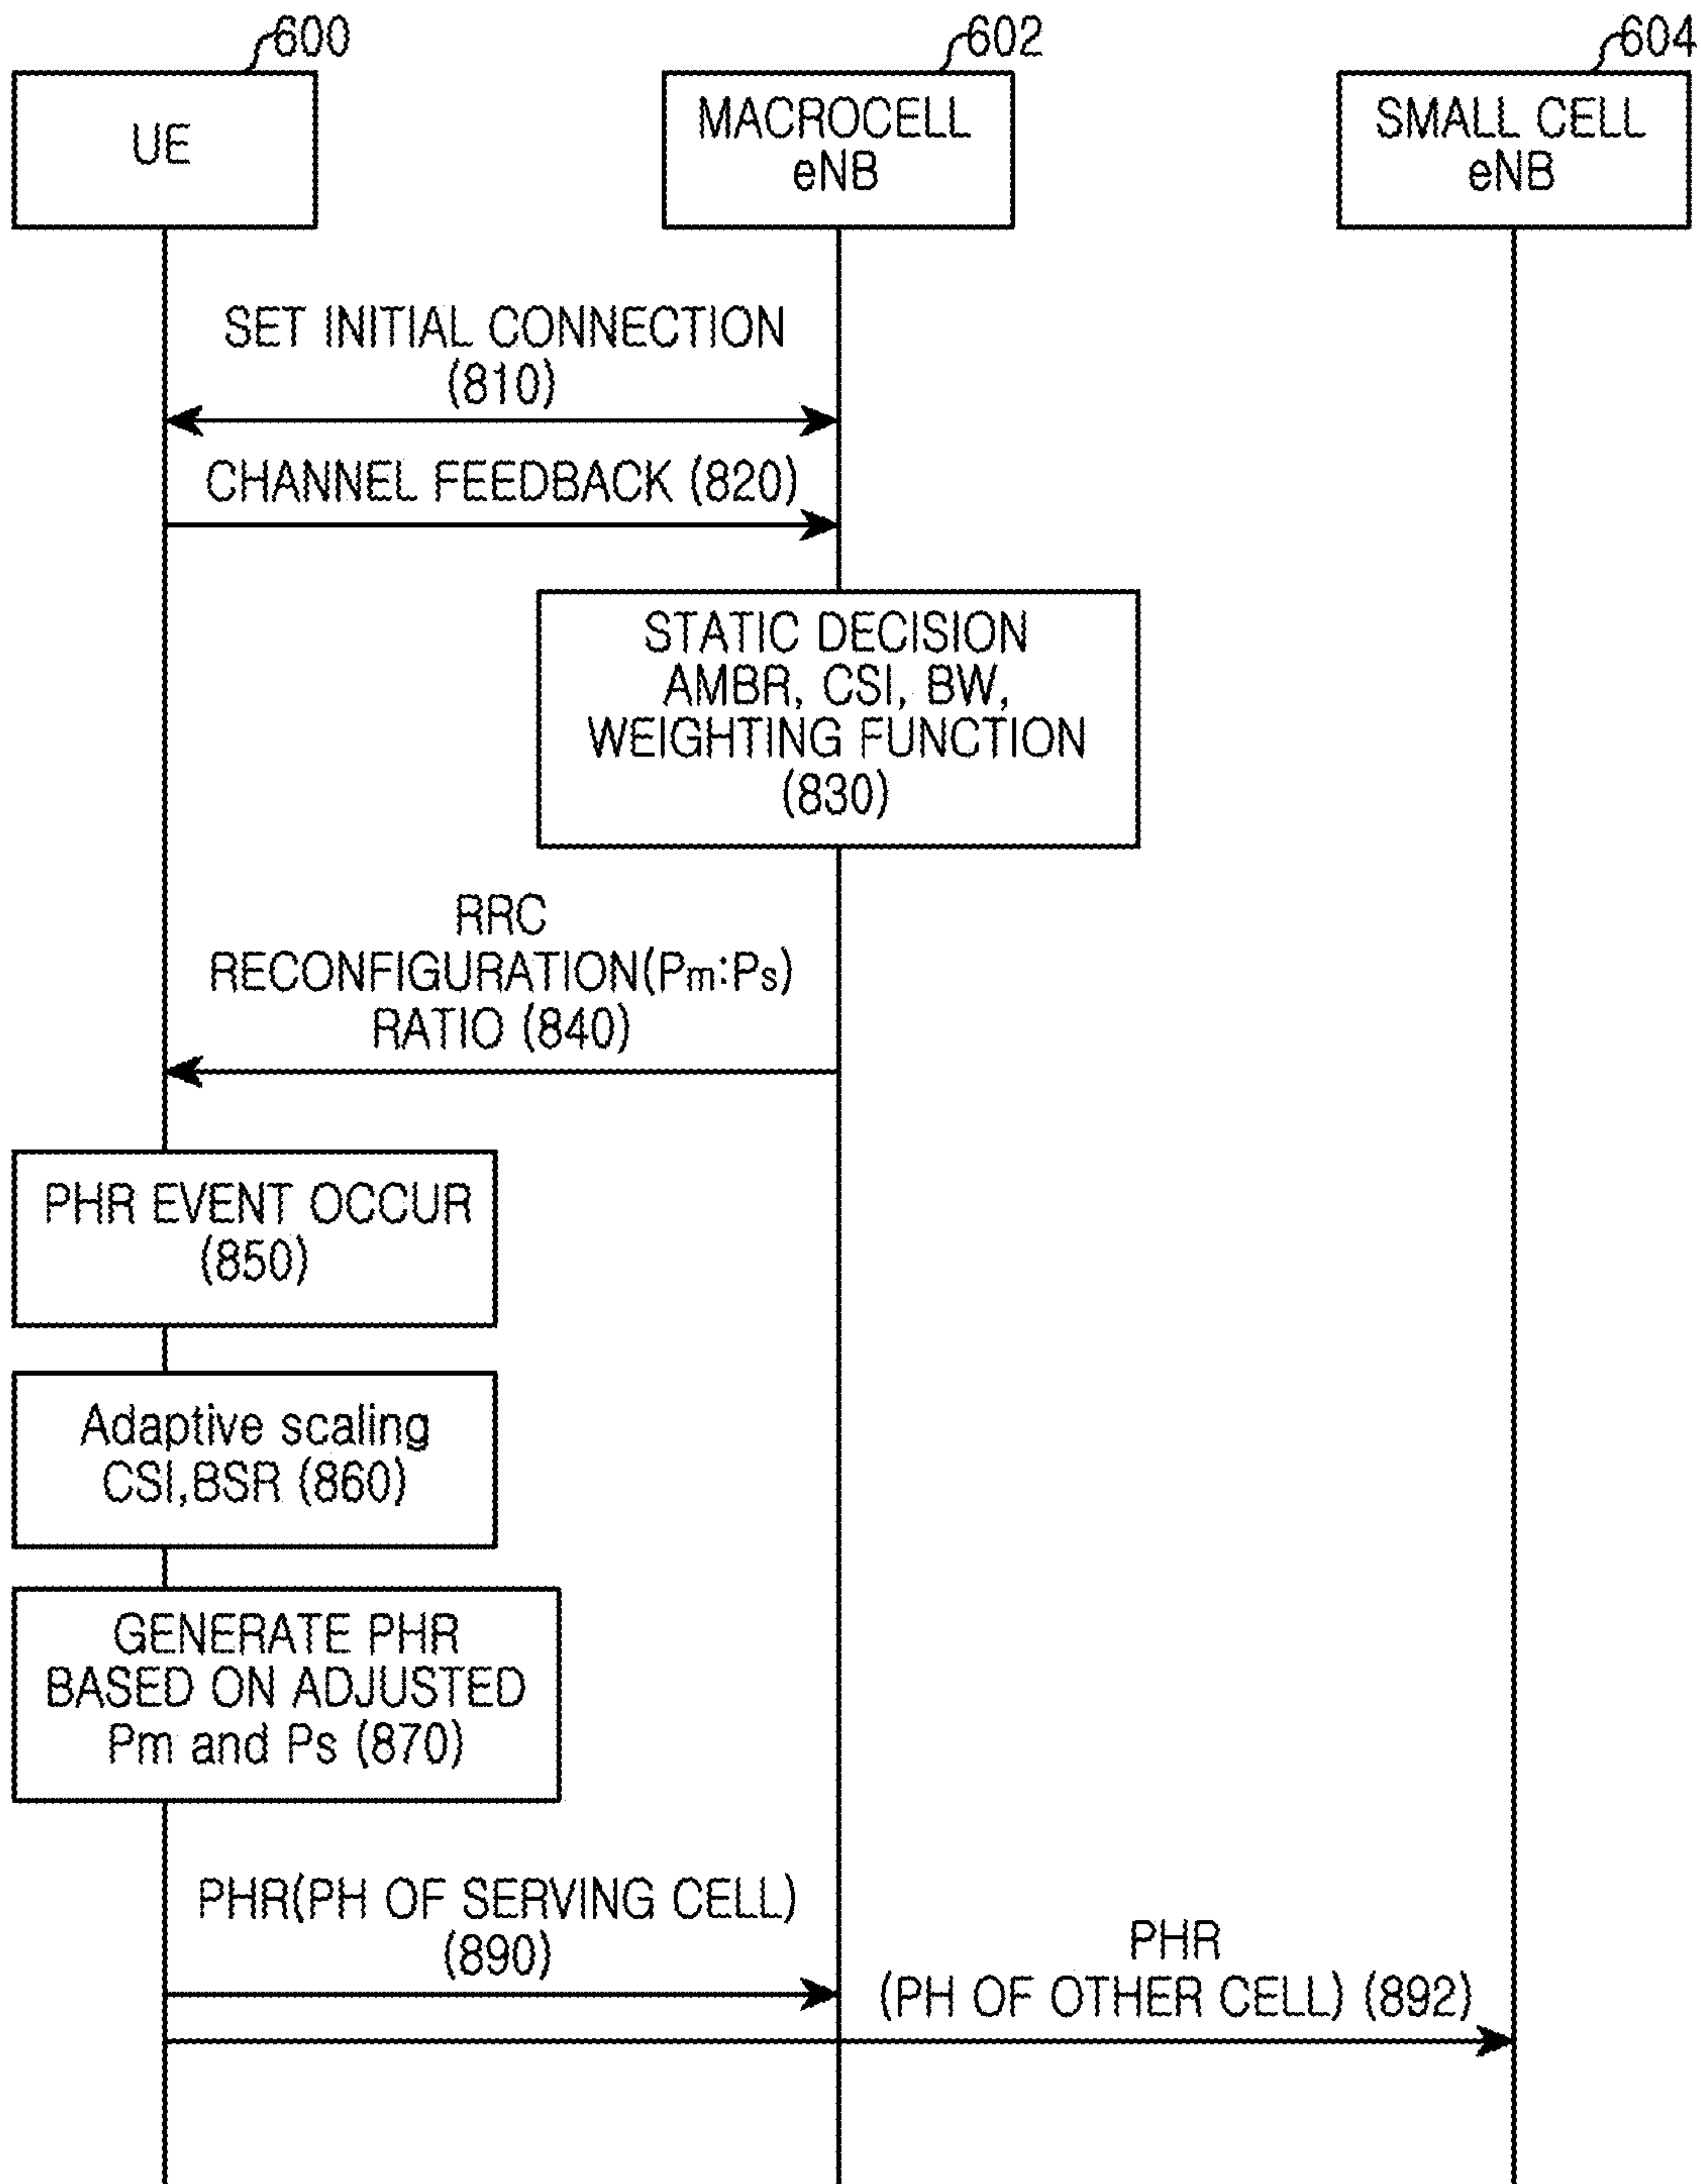 600
602
604
UE
MACROCELL
eNB
SMALL CELL
eNB
SET INITIAL CONNECTION
(810)
CHANNEL FEEDBACK (820)
STATIC DECISION
AMBR, CSI, BW,
WEIGHTING FUNCTION
(830)
RRC
RECONFIGURATION(Pm:Ps)
RATIO (840)
PHR EVENT OCCUR
(850)
Adaptive scaling
CSI,BSR (860)
GENERATE PHR
BASED ON ADJUSTED
Pm and Ps (870)
PHR(PH OF SERVING CELL)
(890)
PHR
(PH OF OTHER CELL) (892)